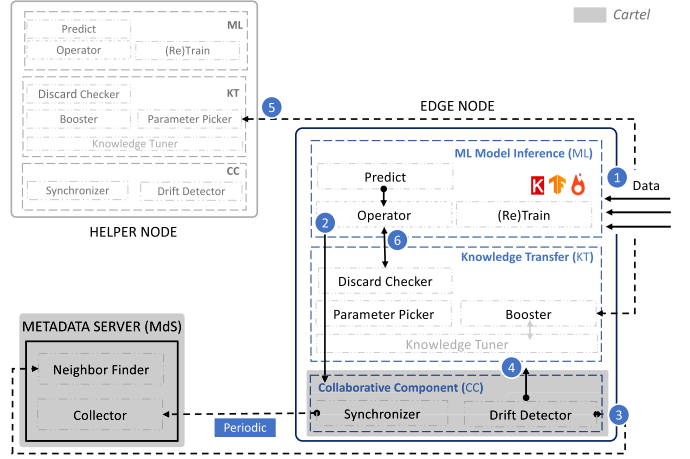 Cartel
ML
Predict
Operator
(Re)Train
Discard Checker
KT
Booster
Parameter Picker
Knowledge Tuner
CC
Synchronizer
Drift Detector
HELPER NODE
5
EDGE NODE
ML Model Inference (ML)
1
Predict
K
Data
2
Operator
(Re)Train
6
Knowledge Transfer (KT)
Discard Checker
Parameter Picker
Booster
Knowledge Tuner
4
Collaborative Component (CC)
Synchronizer
Drift Detector
3
METADATA SERVER (MdS)
Neighbor Finder
Collector
Periodic